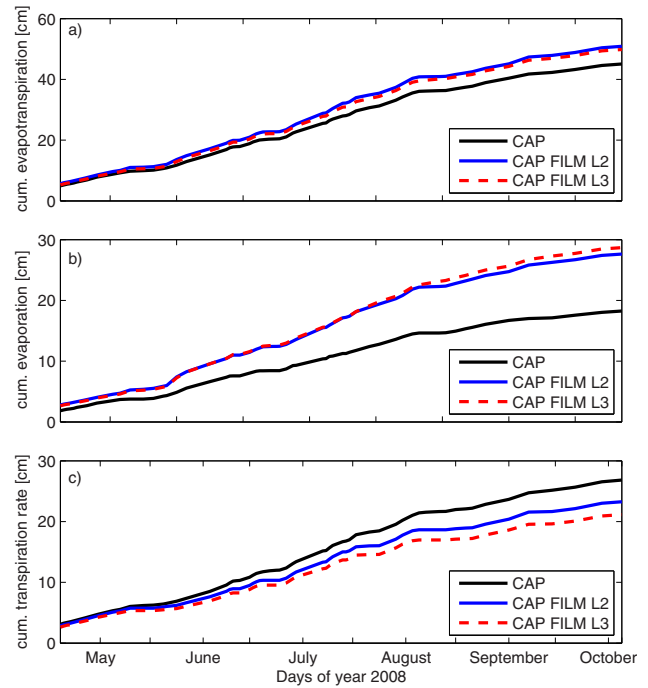 a)
cum. evapotranspiration [cm]
60
40
20
0
CAP
CAP FILM L2
CAP FILM L3
b)
cum. evaporation [cm]
30
20
10
0
CAP
CAP FILM L2
CAP FILM L3
c)
cum. transpiration rate [cm]
30
20
10
0
CAP
CAP FILM L2
CAP FILM L3
May June July August September October
Days of year 2008